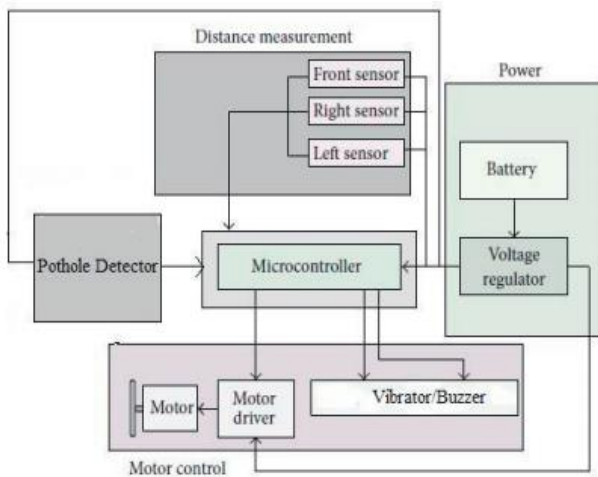 Distance measurement
Front sensor
Right sensor
Left sensor
Power
Battery
Voltage
regulator
Pothole Detector
Microcontroller
Motor
Motor
driver
Vibrator/Buzzer
Motor control